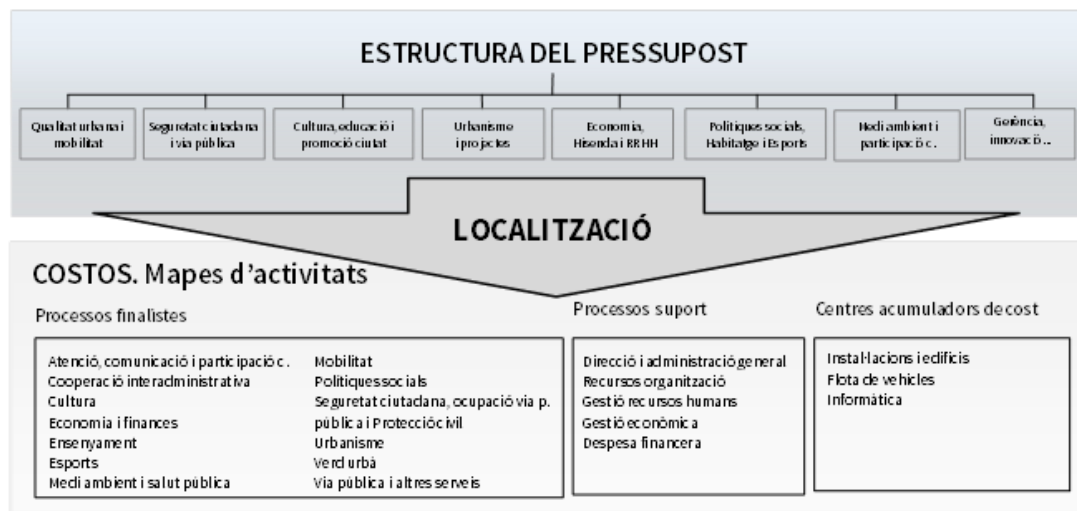 ESTRUCTURA DEL PRESSUPOST
Qualitat urbana i
mobilitat
Seguretat ciutadana
i via pública
Cultura, educació i
promoció ciutat
Urbanisme
i projectes
Economia,
Hisenda i RRHH
Polítiques socials,
Habitatge i Esports
Medi ambient i
participació c.
Gerència,
innovació ...
LOCALITZACIÓ
COSTOS. Mapes d'activitats
Processos finalistes
Atenció, comunicació i participació c.
Cooperació interadministrativa
Cultura
Economia i finances
Ensenyament
Esports
Medi ambient i salut pública
Mobilitat
Polítiques socials
Seguretat ciutadana, ocupació via p.
pública i Protecció civil
Urbanisme
Verd urbà
Via pública i altres serveis
Processos suport
Direcció i administració general
Recursos organització
Gestió recursos humans
Gestió econòmica
Despesa financera
Centres acumuladors de cost
Instal·lacions i edificis
Flota de vehicles
Informàtica